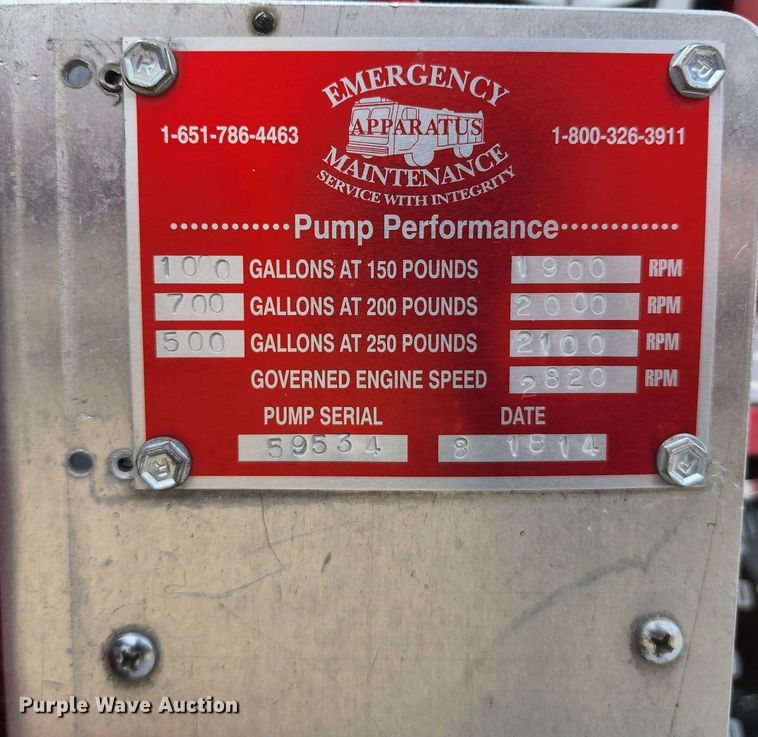 EMERGENCY
APPARATUS
MAINTENANCE
SERVICE WITH INTEGRITY
1-651-786-4463 1-800-326-3911
Pump Performance
1000 GALLONS AT 150 POUNDS 1900 RPM
700 GALLONS AT 200 POUNDS 2000 RPM
500 GALLONS AT 250 POUNDS 2100 RPM
GOVERNED ENGINE SPEED 2820 RPM
PUMP SERIAL DATE
59534 8 1814
Purple Wave Auction